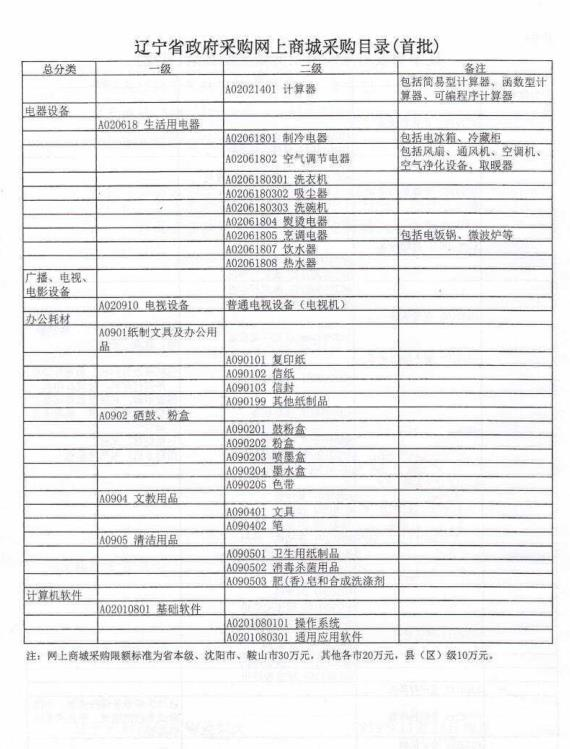 辽宁省政府采购网上商城采购目录(首批)
总分类 一级 二级 备注
A02021401 计算器 包括简易型计算器、函数型计
算器、可编程序计算器
电器设备
A020618 生活用电器
A02061801 制冷电器 包括电冰箱、冷藏柜
A02061802 空气调节电器 包括风扇、通风机、空调机、
空气净化设备、取暖器
A0206180301 洗衣机
A0206180302 吸尘器
A0206180303 洗碗机
A02061804 熨烫电器
A02061805 烹调电器 包括电饭锅、微波炉等
A02061807 饮水器
A02061808 热水器
广播、电视、
电影设备
A020910 电视设备 普通电视设备（电视机）
办公耗材
A0901纸制文具及办公用
品
A090101 复印纸
A090102 信纸
A090103 信封
A090199 其他纸制品
A0902 硒鼓、粉盒
A090201 鼓粉盒
A090202 粉盒
A090203 喷墨盒
A090204 墨水盒
A090205 色带
A0904 文教用品
A090401 文具
A090402 笔
A0905 清洁用品
A090501 卫生用纸制品
A090502 消毒杀菌用品
A090503 肥(香)皂和合成洗涤剂
计算机软件
A02010801 基础软件
A0201080101 操作系统
A0201080301 通用应用软件
注：网上商城采购限额标准为省本级、沈阳市、鞍山市30万元，其他各市20万元，县（区）级10万元。